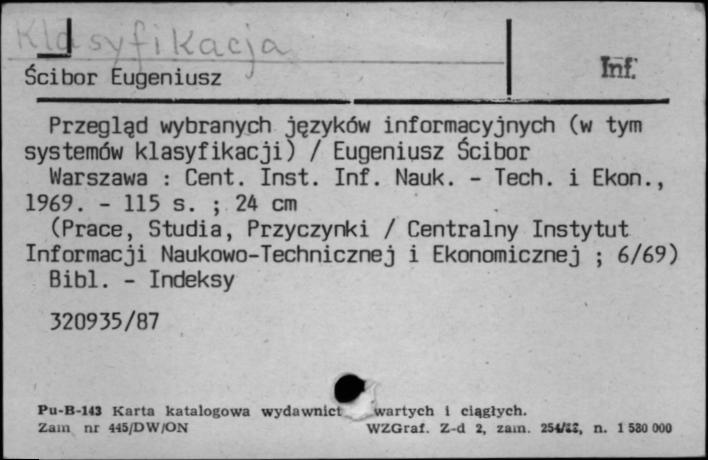 Klasyfikacja
Inf.
Ścibor Eugeniusz
Przegląd wybranych języków informacyjnych (w tym
systemów klasyfikacji) / Eugeniusz Ścibor
Warszawa : Cent. Inst. Inf. Nauk. - Tech. i Ekon.,
1969. - 115 s. ; 24 cm
(Prace, Studia, Przyczynki / Centralny Instytut
Informacji Naukowo-Technicznej i Ekonomicznej ; 6/69)
Bibl. - Indeksy
320935/87
Pu-B-143 Karta katalogowa wydawnict wartych i ciągłych.
Zam nr 445/DW/ON WZGraf. Z-d 2, zam. n. 1 580 000